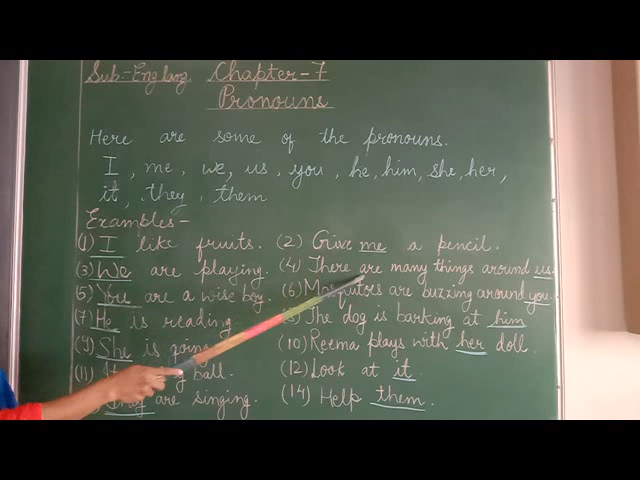 Sub-Eng lang. Chapter-7
Pronouns
Here are some of the pronouns.
I, me, we, us, you, he, him, she, her,
it, they, them
Examples-
(1) I like fruits. (2) Give me a pencil.
(3) We are playing. (4) There are many things around us.
(5) You are a wise boy. (6) are buzzing around you.
(7) He is reading The dog is barking at him
(9) She is going (10) Reema plays with her doll.
(11) ball. (12) Look at it.
They are singing. (14) Help them.